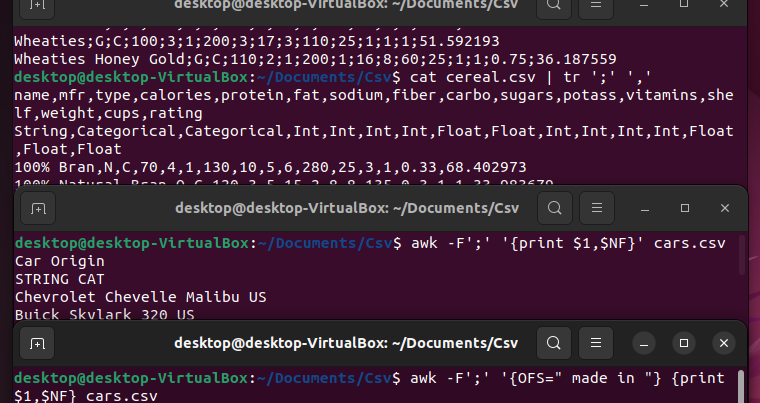 desktop@desktop-VirtualBox: ~/Documents/Csv
Wheaties;G;C;100;3;1;200;3;17;3;110;25;1;1;1;51.592193
Wheaties Honey Gold;G;C;110;2;1;200;1;16;8;60;25;1;1;0.75;36.187559
desktop@desktop-VirtualBox:~/Documents/Csv$ cat cereal.csv | tr ';' ','
name,mfr,type,calories,protein,fat,sodium,fiber,carbo,sugars,potass,vitamins,she
lf,weight,cups,rating
String,Categorical,Categorical,Int,Int,Int,Int,Float,Float,Int,Int,Int,Int,Float
,Float,Float
100% Bran,N,C,70,4,1,130,10,5,6,280,25,3,1,0.33,68.402973
100% Natural Bran,Q,C,120,3,5,15,2,8,8,135,0,3,1,1,33.983679
desktop@desktop-VirtualBox: ~/Documents/Csv
desktop@desktop-VirtualBox:~/Documents/Csv$ awk -F';' '{print $1,$NF}' cars.csv
Car Origin
STRING CAT
Chevrolet Chevelle Malibu US
Buick Skylark 320 US
desktop@desktop-VirtualBox: ~/Documents/Csv
desktop@desktop-VirtualBox:~/Documents/Csv$ awk -F';' '{OFS=" made in "} {print
$1,$NF} cars.csv